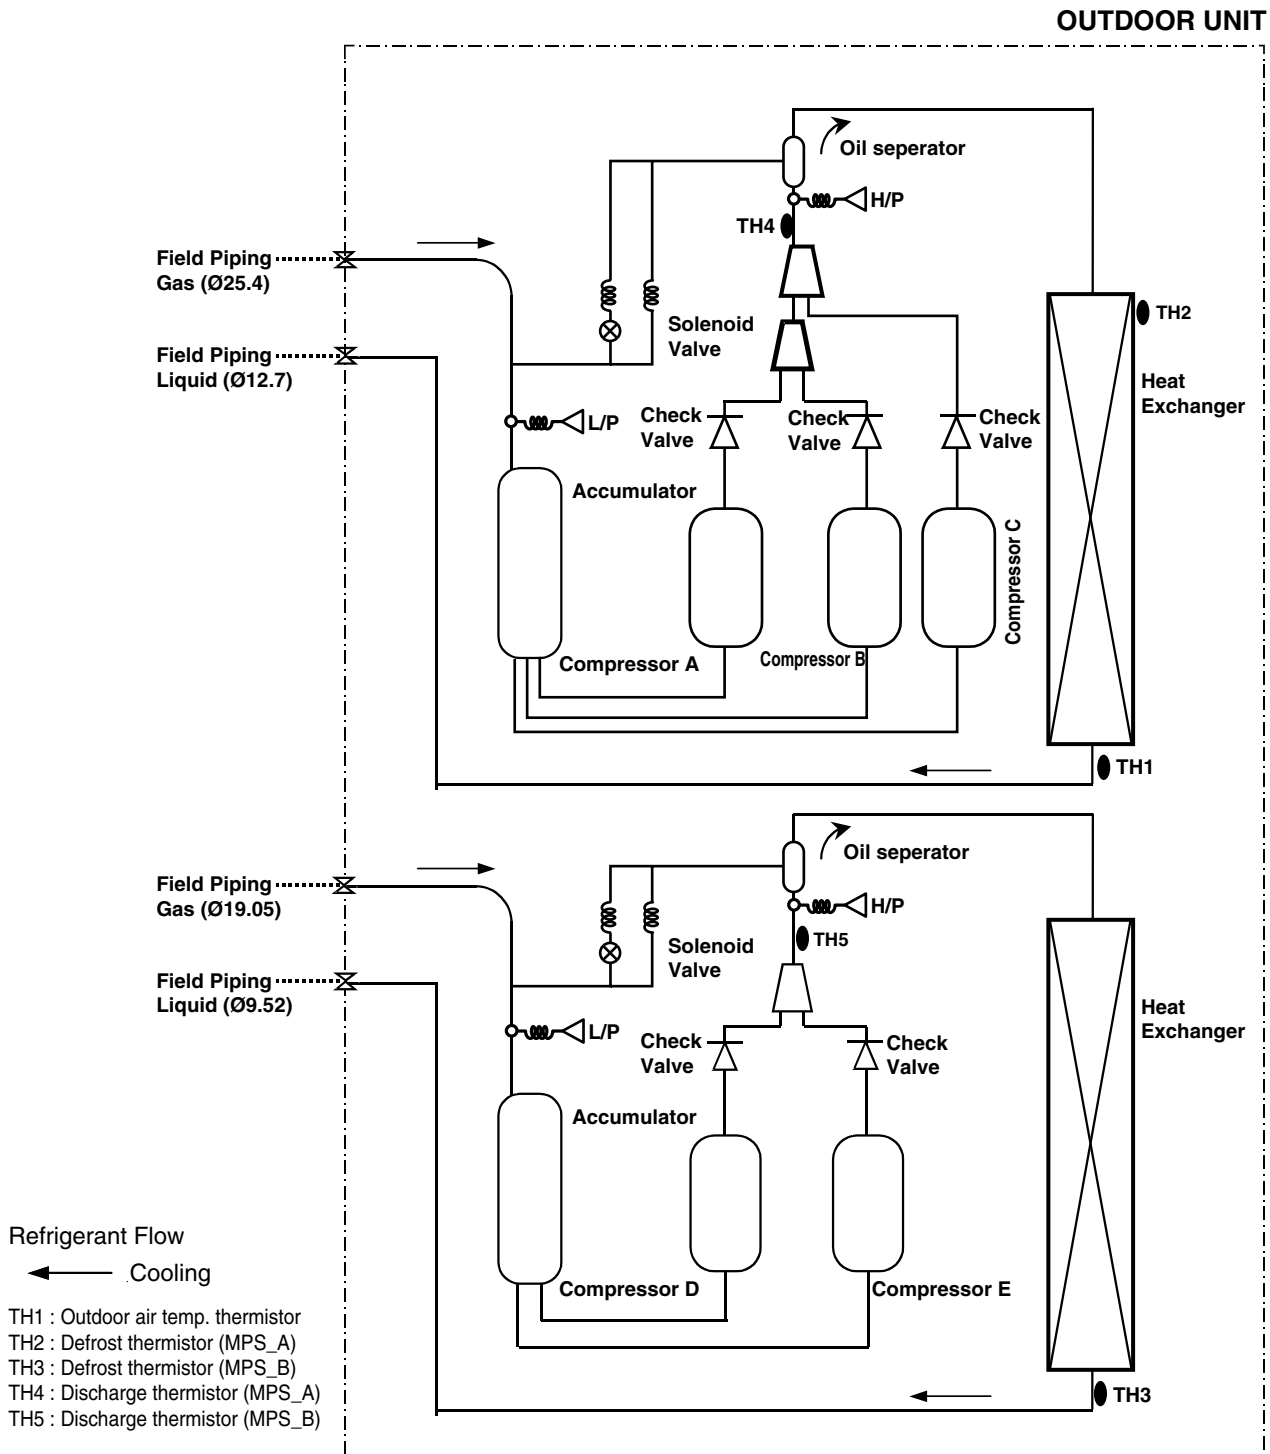 OUTDOOR UNIT
Oil seperator
H/P
TH4
Field Piping
Gas (Ø25.4)
TH2
Solenoid
Valve
Field Piping
Liquid (Ø12.7)
Heat
Exchanger
L/P
Check
Valve
Check
Valve
Check
Valve
Accumulator
Compressor C
Compressor A
Compressor B
TH1
Oil seperator
Field Piping
Gas (Ø19.05)
H/P
TH5
Solenoid
Valve
Field Piping
Liquid (Ø9.52)
Heat
Exchanger
L/P
Check
Valve
Check
Valve
Accumulator
Refrigerant Flow
Cooling
Compressor D
Compressor E
TH1 : Outdoor air temp. thermistor
TH2 : Defrost thermistor (MPS_A)
TH3 : Defrost thermistor (MPS_B)
TH4 : Discharge thermistor (MPS_A)
TH5 : Discharge thermistor (MPS_B)
TH3